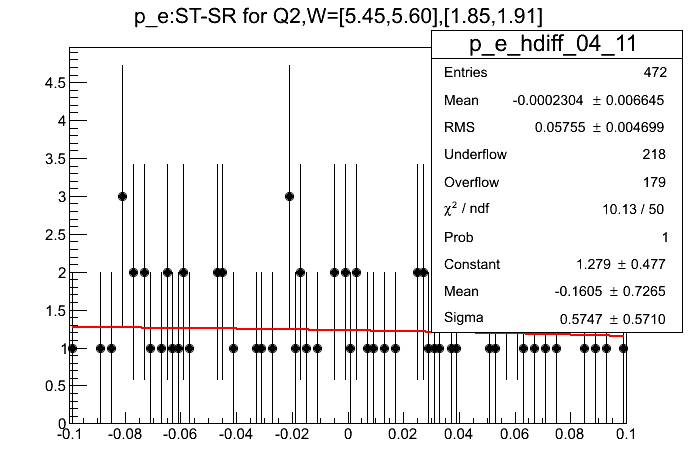 p_e:ST-SR for Q2,W=[5.45,5.60],[1.85,1.91]
p_e_hdiff_04_11
Entries 472
Mean -0.0002304 ± 0.006645
RMS 0.05755 ± 0.004699
Underflow 218
Overflow 179
χ² / ndf 10.13 / 50
Prob 1
Constant 1.279 ± 0.477
Mean -0.1605 ± 0.7265
Sigma 0.5747 ± 0.5710
4.5
4
3.5
3
2.5
2
1.5
1
0.5
0
-0.1 -0.08 -0.06 -0.04 -0.02 0 0.02 0.04 0.06 0.08 0.1